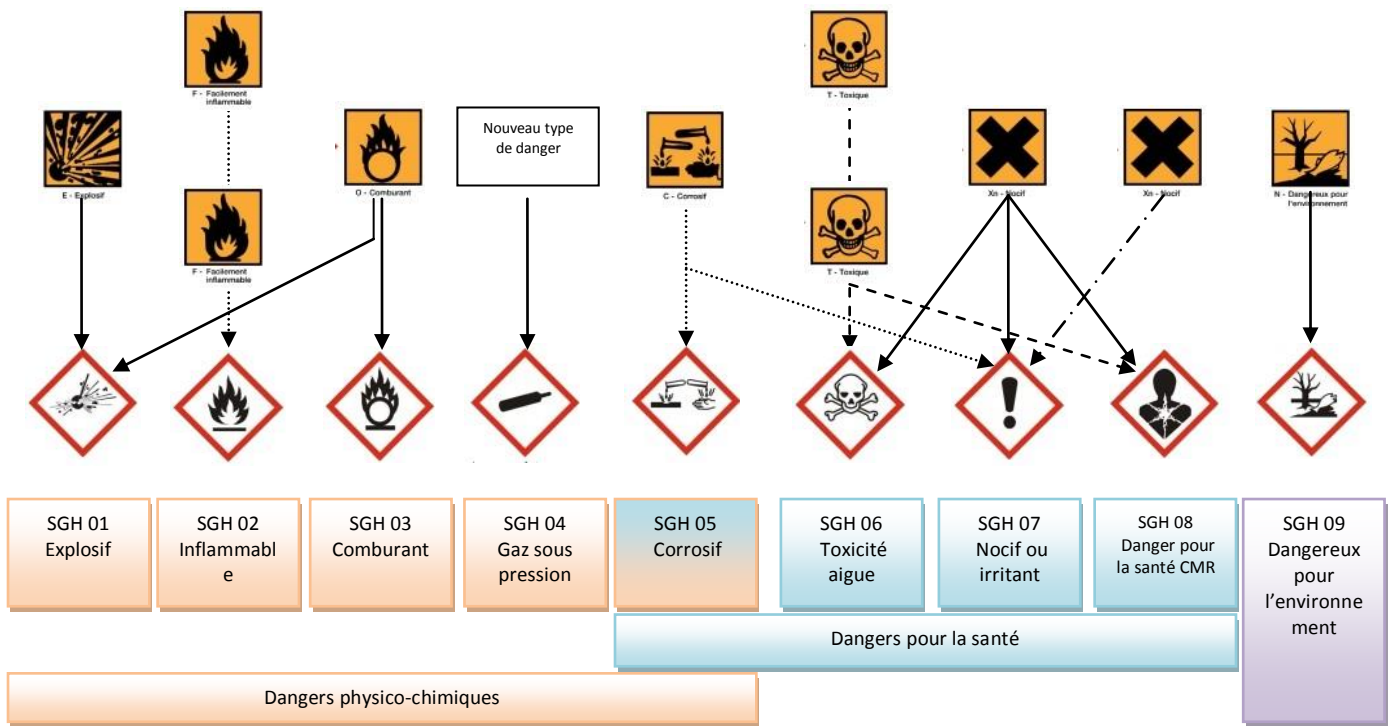 F - Facilement
inflammable
T - Toxique
E - Explosif
O - Comburant
Nouveau type
de danger
C - Corrosif
Xn - Nocif
Xn - Nocif
N - Dangereux pour
l'environnement
F - Facilement
inflammable
T - Toxique
SGH 01
Explosif
SGH 02
Inflammabl
e
SGH 03
Comburant
SGH 04
Gaz sous
pression
SGH 05
Corrosif
SGH 06
Toxicité
aigue
SGH 07
Nocif ou
irritant
SGH 08
Danger pour
la santé CMR
SGH 09
Dangereux
pour
l’environne
ment
Dangers pour la santé
Dangers physico-chimiques